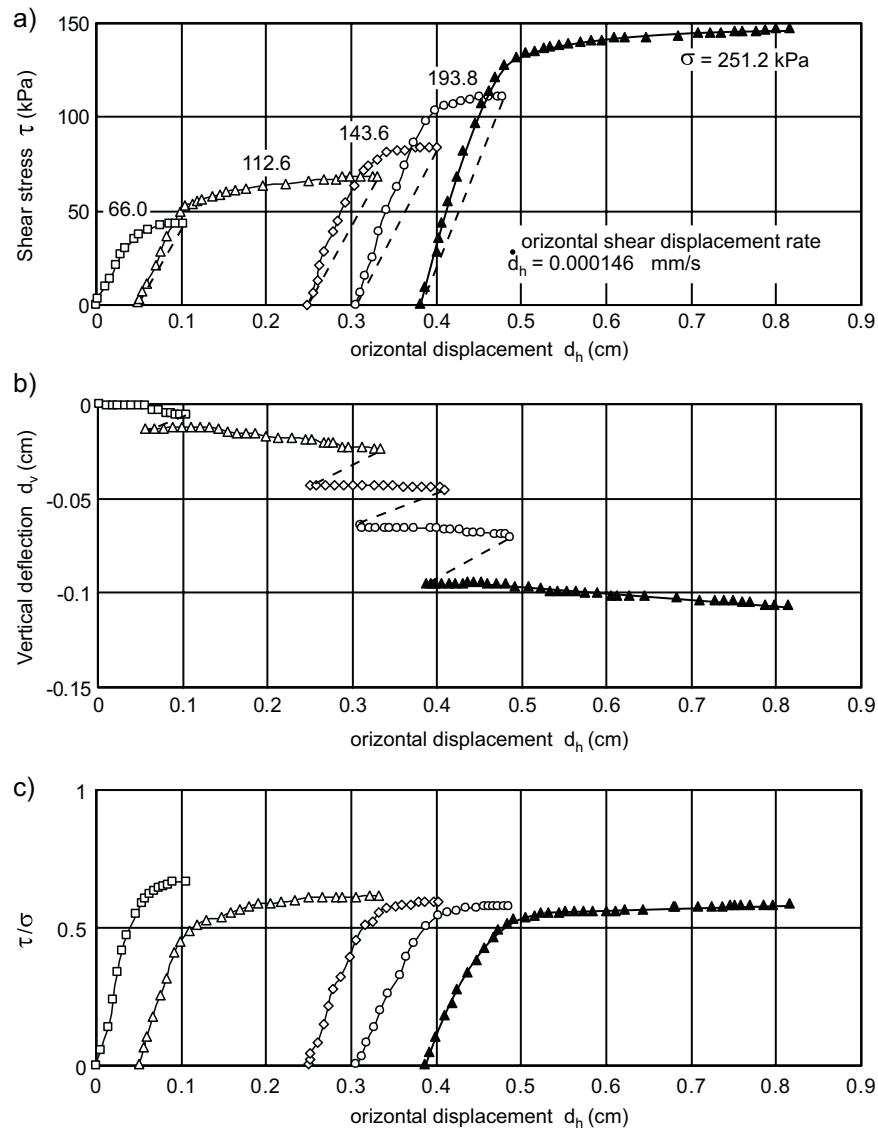 a)
150
100
50
0
Shear stress τ (kPa)
66.0
112.6
143.6
193.8
σ = 251.2 kPa
orizontal shear displacement rate
ḋh = 0.000146 mm/s
0 0.1 0.2 0.3 0.4 0.5 0.6 0.7 0.8 0.9
orizontal displacement dh (cm)
b)
0
-0.05
-0.1
-0.15
Vertical deflection dv (cm)
0 0.1 0.2 0.3 0.4 0.5 0.6 0.7 0.8 0.9
orizontal displacement dh (cm)
c)
1
0.5
0
τ/σ
0 0.1 0.2 0.3 0.4 0.5 0.6 0.7 0.8 0.9
orizontal displacement dh (cm)